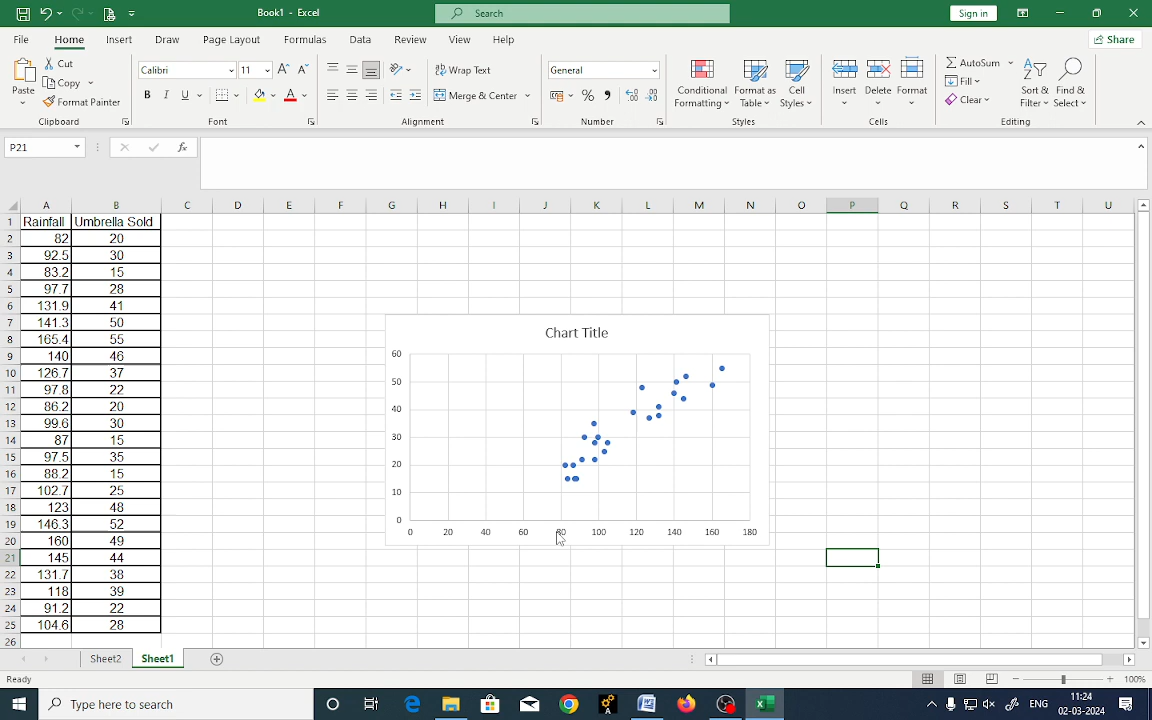 Book1 - Excel
Search
Sign in
File Home Insert Draw Page Layout Formulas Data Review View Help
Share
Paste
Cut
Copy
Format Painter
Clipboard
Calibri 11
B I U
Font
Wrap Text
Merge & Center
Alignment
General
Number
Conditional Formatting
Format as Table
Cell Styles
Styles
Insert Delete Format
Cells
AutoSum
Fill
Clear
Sort & Filter
Find & Select
Editing
P21
fx
A B C D E F G H I J K L M N O P Q R S T U
1 Rainfall Umbrella Sold
2 82 20
3 92.5 30
4 83.2 15
5 97.7 28
6 131.9 41
7 141.3 50
8 165.4 55
9 140 46
10 126.7 37
11 97.8 22
12 86.2 20
13 99.6 30
14 87 15
15 97.5 35
16 88.2 15
17 102.7 25
18 123 48
19 146.3 52
20 160 49
21 145 44
22 131.7 38
23 118 39
24 91.2 22
25 104.6 28
26
Chart Title
60
50
40
30
20
10
0
0 20 40 60 80 100 120 140 160 180
Sheet2 Sheet1
Ready
100%
Type here to search
ENG
11:24
02-03-2024